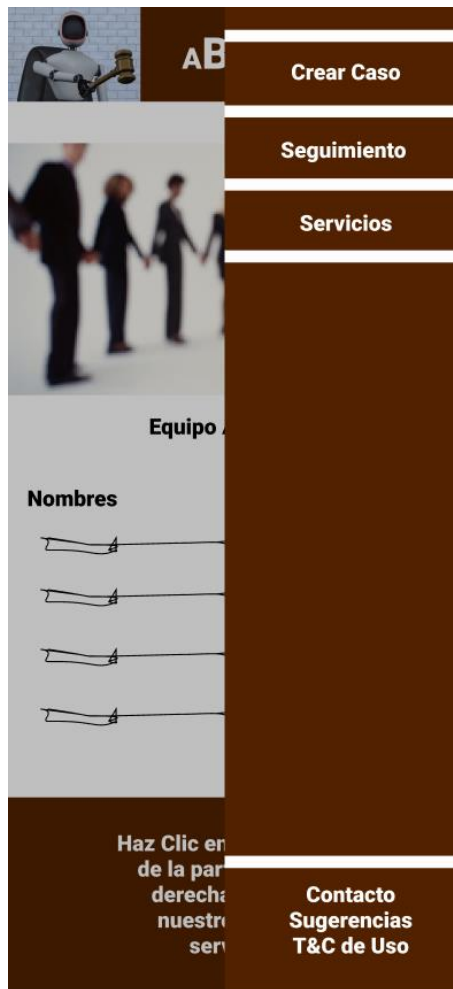 AB
Crear Caso
Seguimiento
Servicios
Equipo
Nombres
Haz Clic en
de la par
derecha
nuestro
serv
Contacto
Sugerencias
T&C de Uso